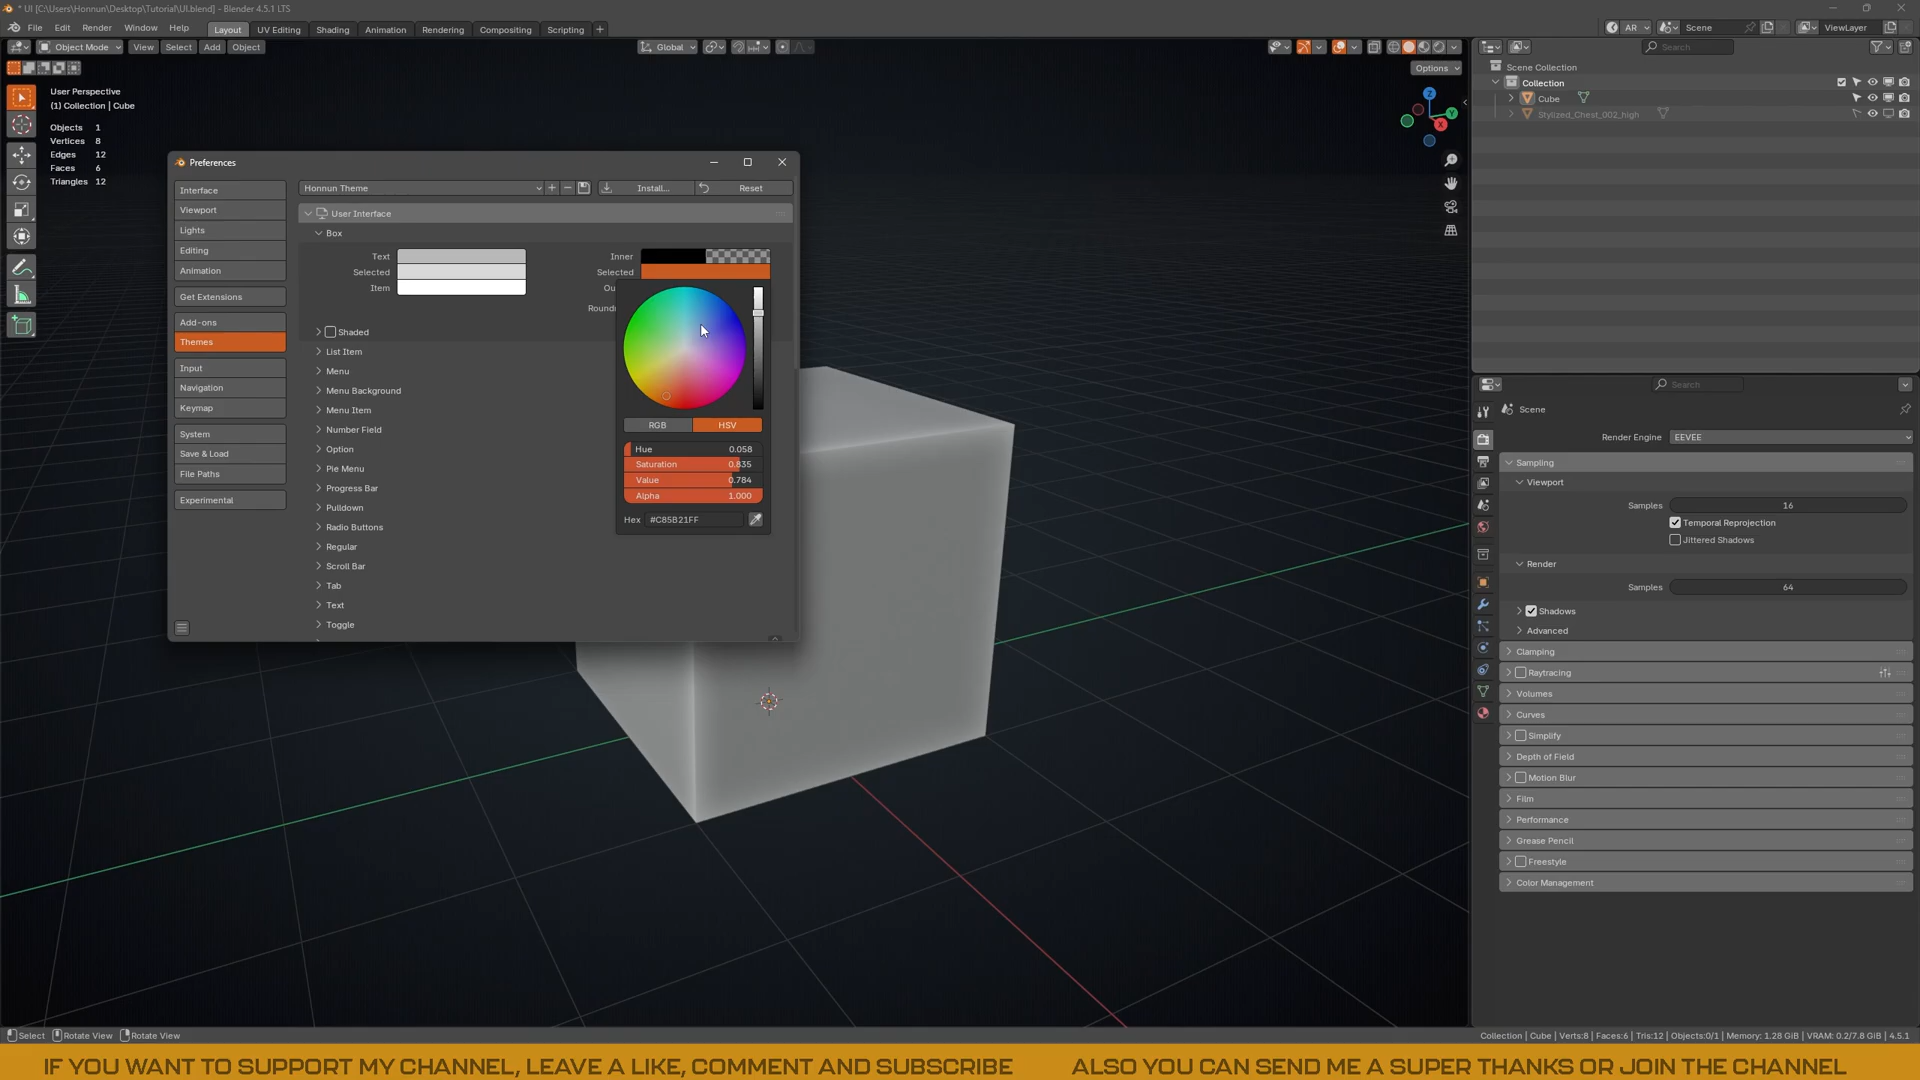 * UI [C:\Users\Honnun\Desktop\Tutorial\UI.blend] - Blender 4.5.1 LTS
File Edit Render Window Help Layout UV Editing Shading Animation Rendering Compositing Scripting + AR Scene ViewLayer
Object Mode View Select Add Object Global Search
Options
User Perspective
(1) Collection | Cube
Objects 1
Vertices 8
Edges 12
Faces 6
Triangles 12
Z
Y
X
Scene Collection
Collection
Cube
Stylized_Chest_002_high
Preferences
Interface
Viewport
Lights
Editing
Animation
Get Extensions
Add-ons
Themes
Input
Navigation
Keymap
System
Save & Load
File Paths
Experimental
Honnun Theme + − Install... Reset
User Interface
Box
Text Inner
Selected Selected
Item Ou
Roundn
Shaded
List Item
Menu
Menu Background
Menu Item
Number Field
Option
Pie Menu
Progress Bar
Pulldown
Radio Buttons
Regular
Scroll Bar
Tab
Text
Toggle
RGB HSV
Hue 0.058
Saturation 0.835
Value 0.784
Alpha 1.000
Hex #C85B21FF
Search
Scene
Render Engine EEVEE
Sampling
Viewport
Samples 16
Temporal Reprojection
Jittered Shadows
Render
Samples 64
Shadows
Advanced
Clamping
Raytracing
Volumes
Curves
Simplify
Depth of Field
Motion Blur
Film
Performance
Grease Pencil
Freestyle
Color Management
Select Rotate View Rotate View
Collection | Cube | Verts:8 | Faces:6 | Tris:12 | Objects:0/1 | Memory: 1.28 GiB | VRAM: 0.2/7.8 GiB | 4.5.1
IF YOU WANT TO SUPPORT MY CHANNEL, LEAVE A LIKE, COMMENT AND SUBSCRIBE ALSO YOU CAN SEND ME A SUPER THANKS OR JOIN THE CHANNEL